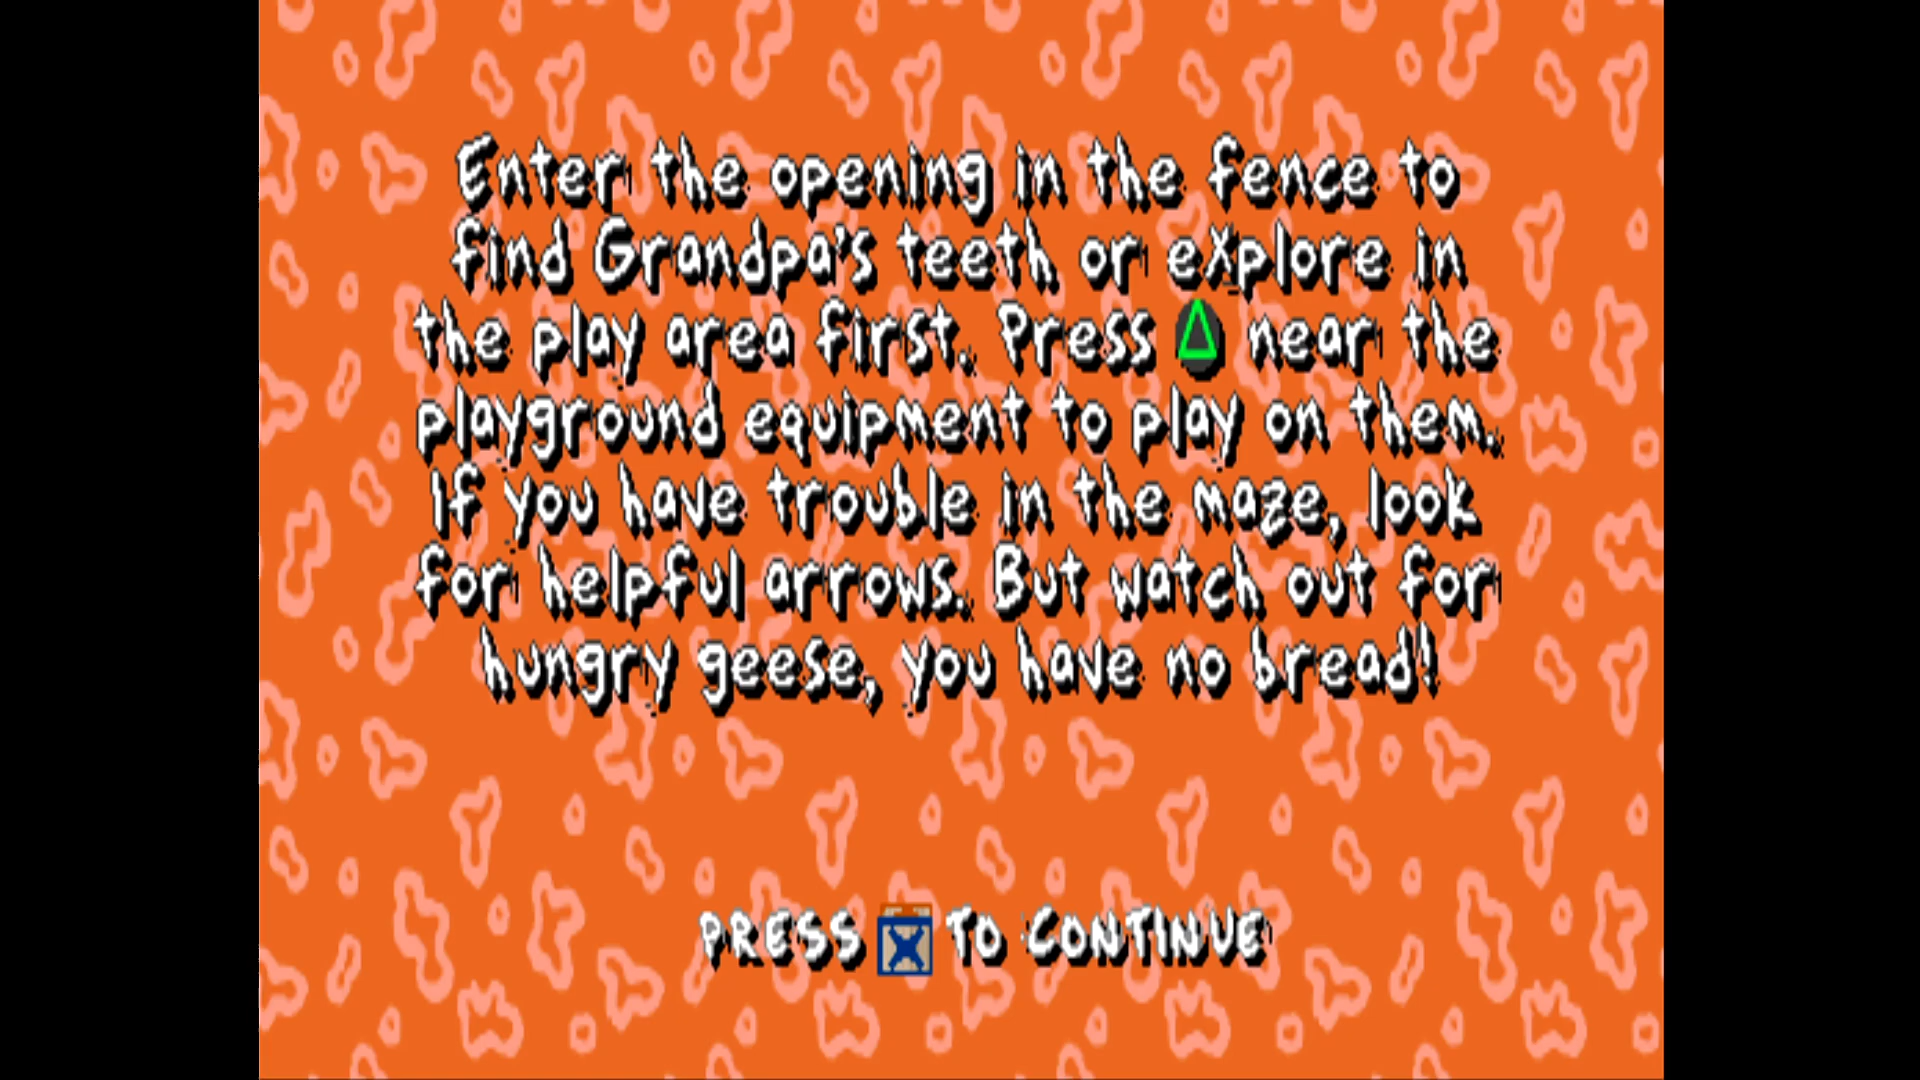 Enter the opening in the fence to
find Grandpa's teeth or explore in
the play area first. Press △ near the
playground equipment to play on them.
If you have trouble in the maze, look
for helpful arrows. But watch out for
hungry geese, you have no bread!
PRESS X TO CONTINUE